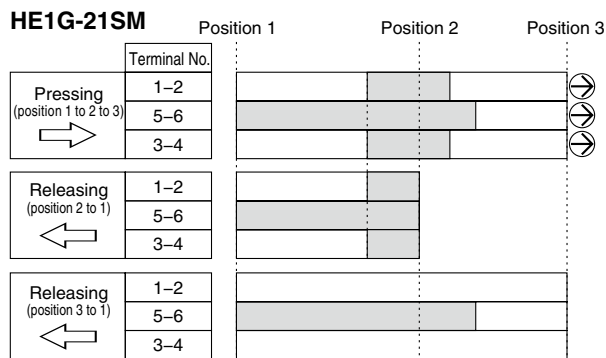 HE1G-21SM
Position 1 Position 2 Position 3
Terminal No.
Pressing
(position 1 to 2 to 3)
1–2
5–6
3–4
Releasing
(position 2 to 1)
1–2
5–6
3–4
Releasing
(position 3 to 1)
1–2
5–6
3–4